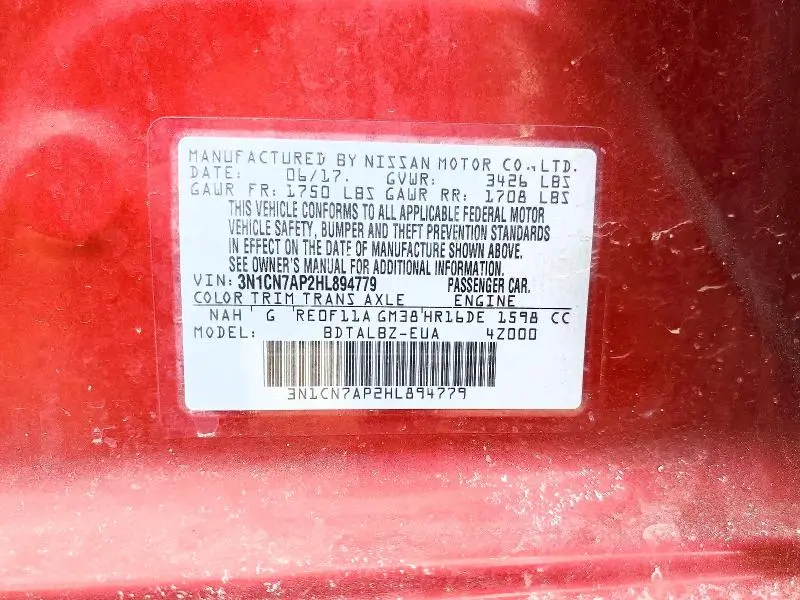 MANUFACTURED BY NISSAN MOTOR CO., LTD.
DATE: 06/17. GVWR: 3426 LBS
GAWR FR: 1750 LBS GAWR RR: 1708 LBS
THIS VEHICLE CONFORMS TO ALL APPLICABLE FEDERAL MOTOR
VEHICLE SAFETY, BUMPER AND THEFT PREVENTION STANDARDS
IN EFFECT ON THE DATE OF MANUFACTURE SHOWN ABOVE.
SEE OWNER'S MANUAL FOR ADDITIONAL INFORMATION.
VIN: 3N1CN7AP2HL894779 PASSENGER CAR.
COLOR TRIM TRANS AXLE ENGINE
NAH G RE0F11A GM38 HR16DE 1598 CC
MODEL: BDTALBZ-EUA 4Z000
3N1CN7AP2HL894779